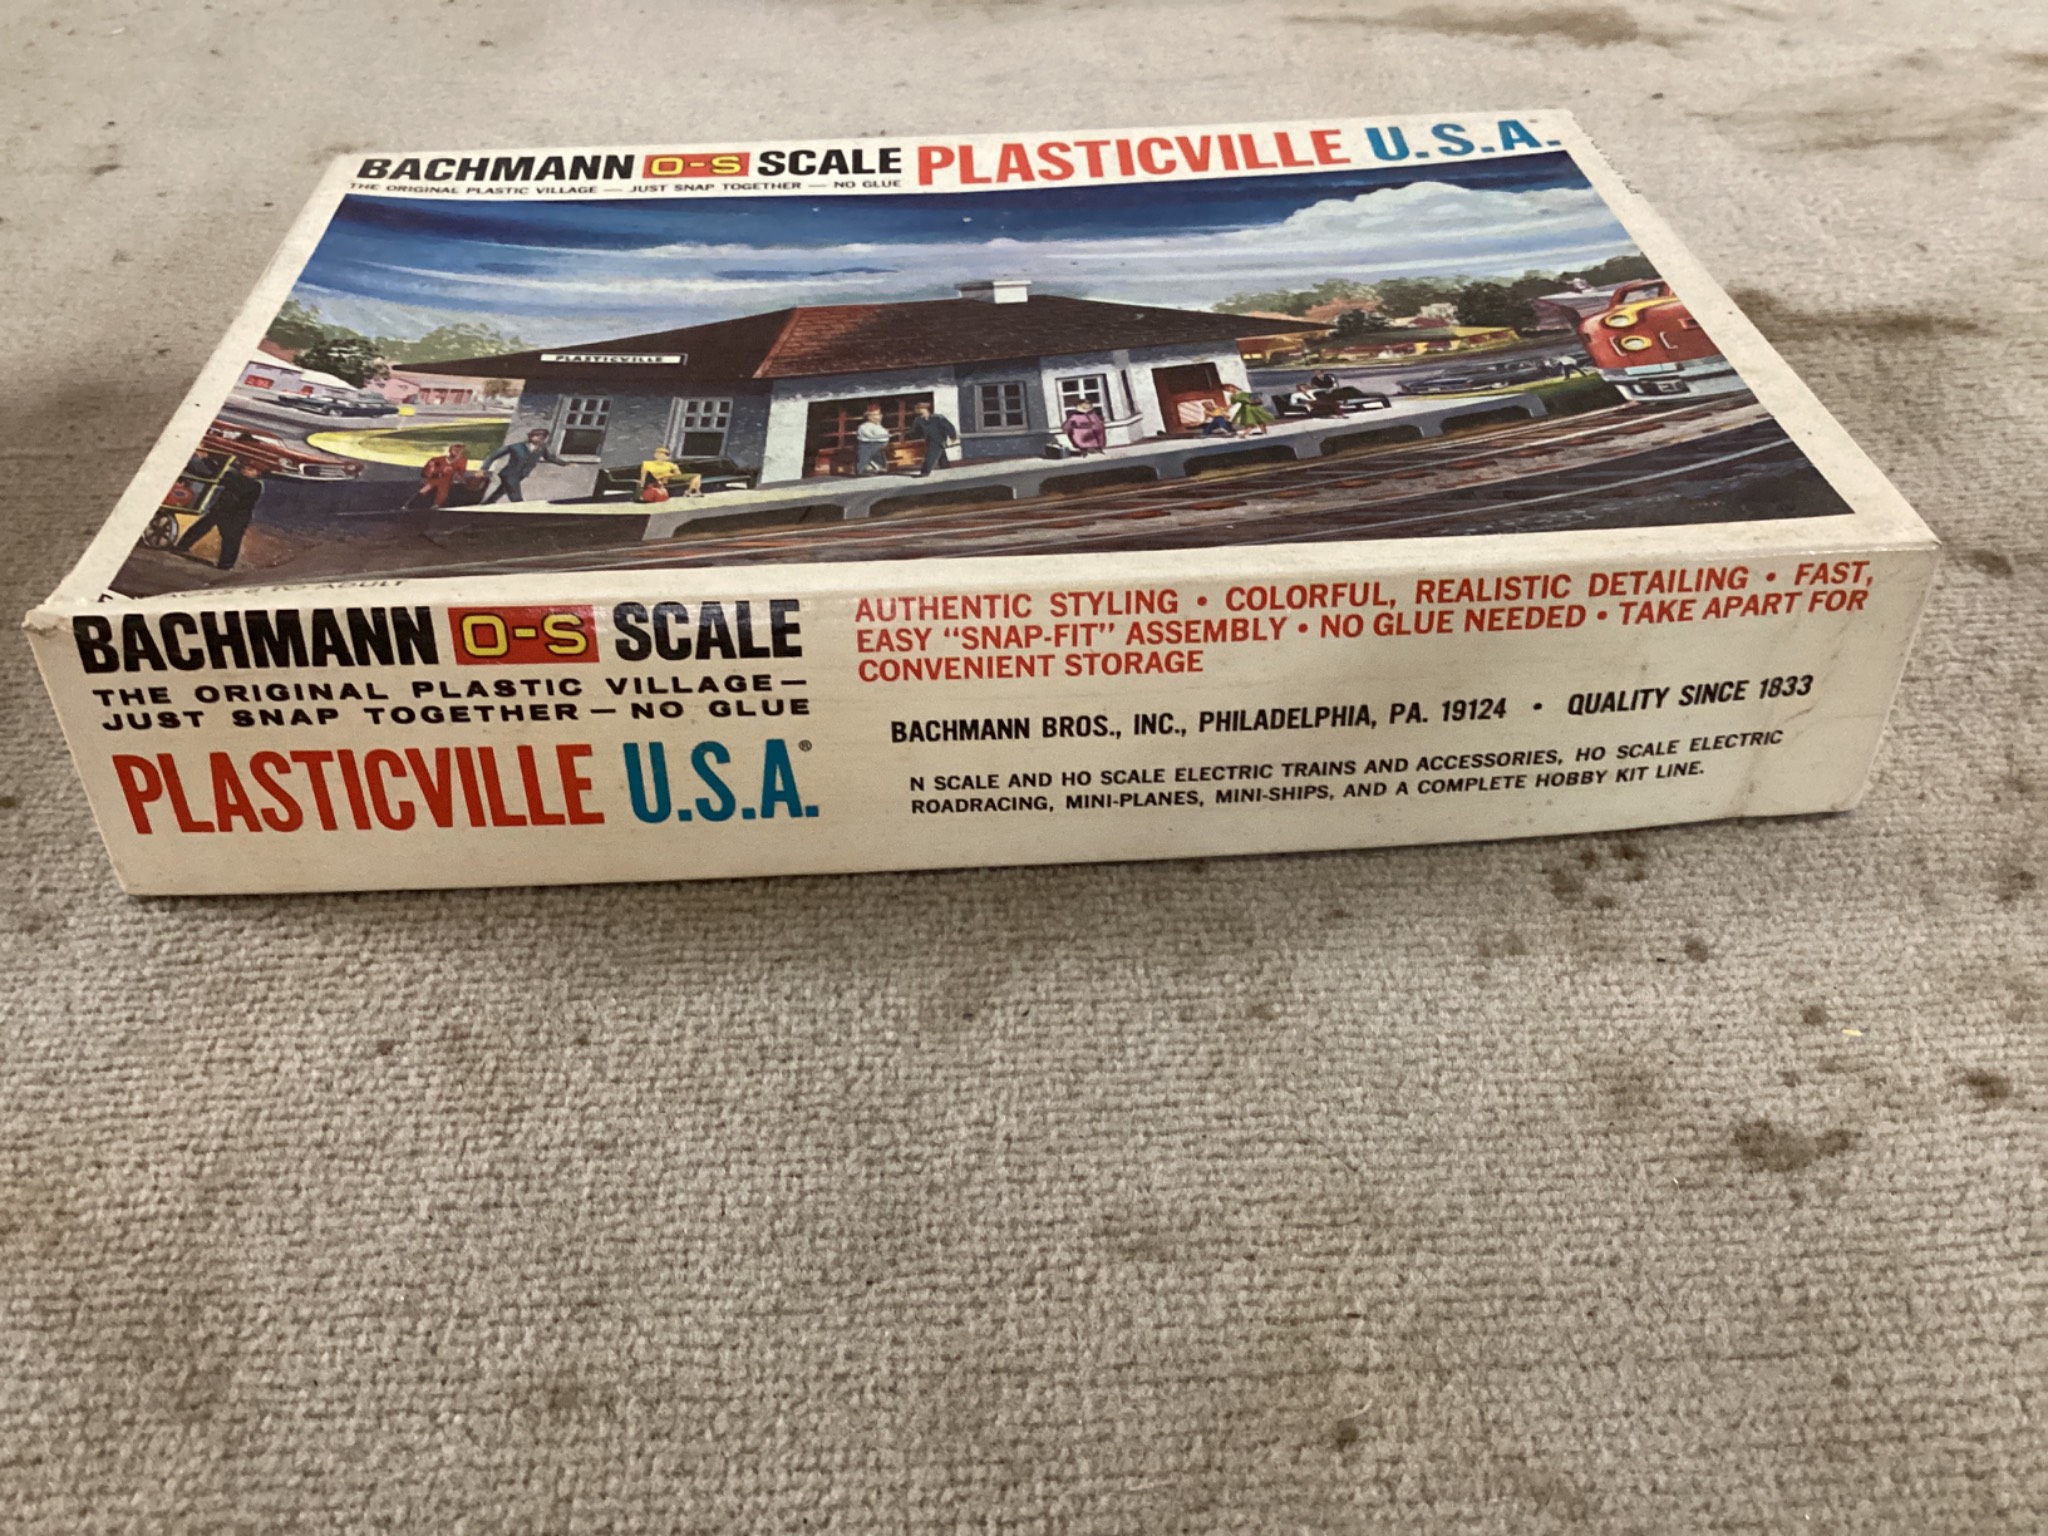 BACHMANN O-S SCALE PLASTICVILLE U.S.A.
THE ORIGINAL PLASTIC VILLAGE — JUST SNAP TOGETHER — NO GLUE
PLASTICVILLE
TO ADULT
BACHMANN O-S SCALE
THE ORIGINAL PLASTIC VILLAGE—
JUST SNAP TOGETHER—NO GLUE
PLASTICVILLE U.S.A.®
AUTHENTIC STYLING • COLORFUL, REALISTIC DETAILING • FAST,
EASY "SNAP-FIT" ASSEMBLY • NO GLUE NEEDED • TAKE APART FOR
CONVENIENT STORAGE
BACHMANN BROS., INC., PHILADELPHIA, PA. 19124 • QUALITY SINCE 1833
N SCALE AND HO SCALE ELECTRIC TRAINS AND ACCESSORIES, HO SCALE ELECTRIC
ROADRACING, MINI-PLANES, MINI-SHIPS, AND A COMPLETE HOBBY KIT LINE.